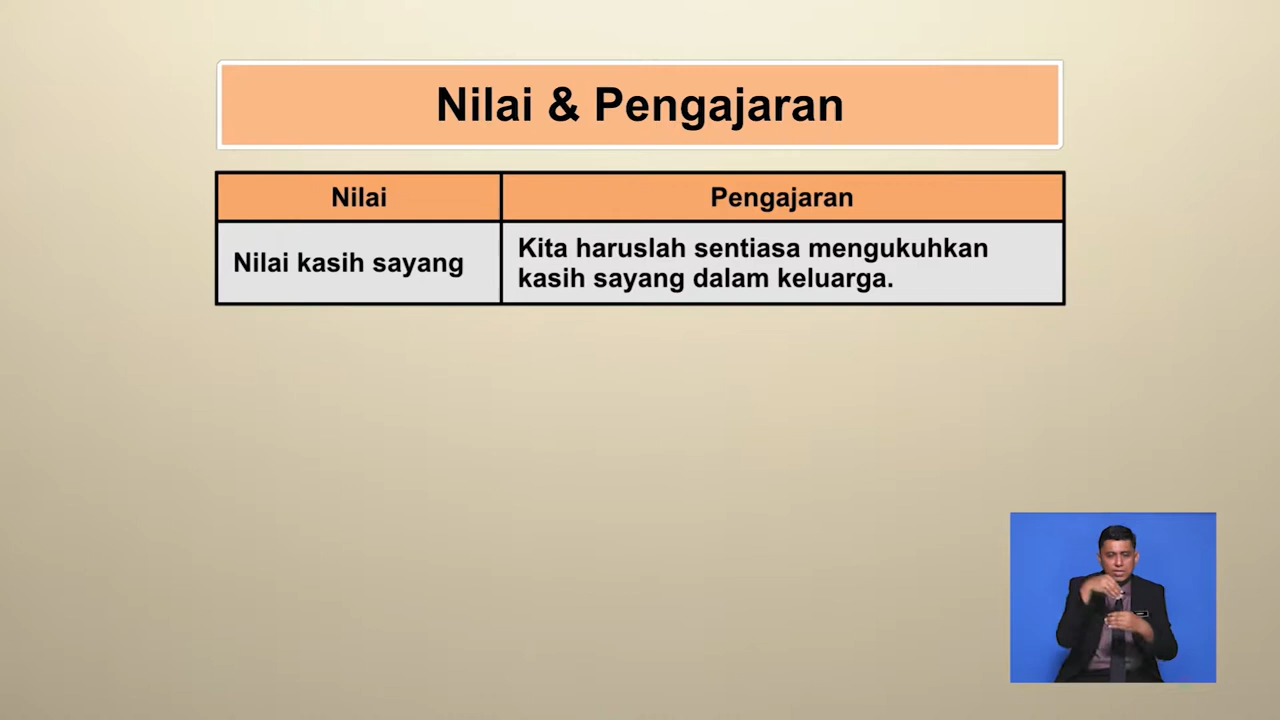 Nilai & Pengajaran
Nilai
Pengajaran
Nilai kasih sayang
Kita haruslah sentiasa mengukuhkan
kasih sayang dalam keluarga.